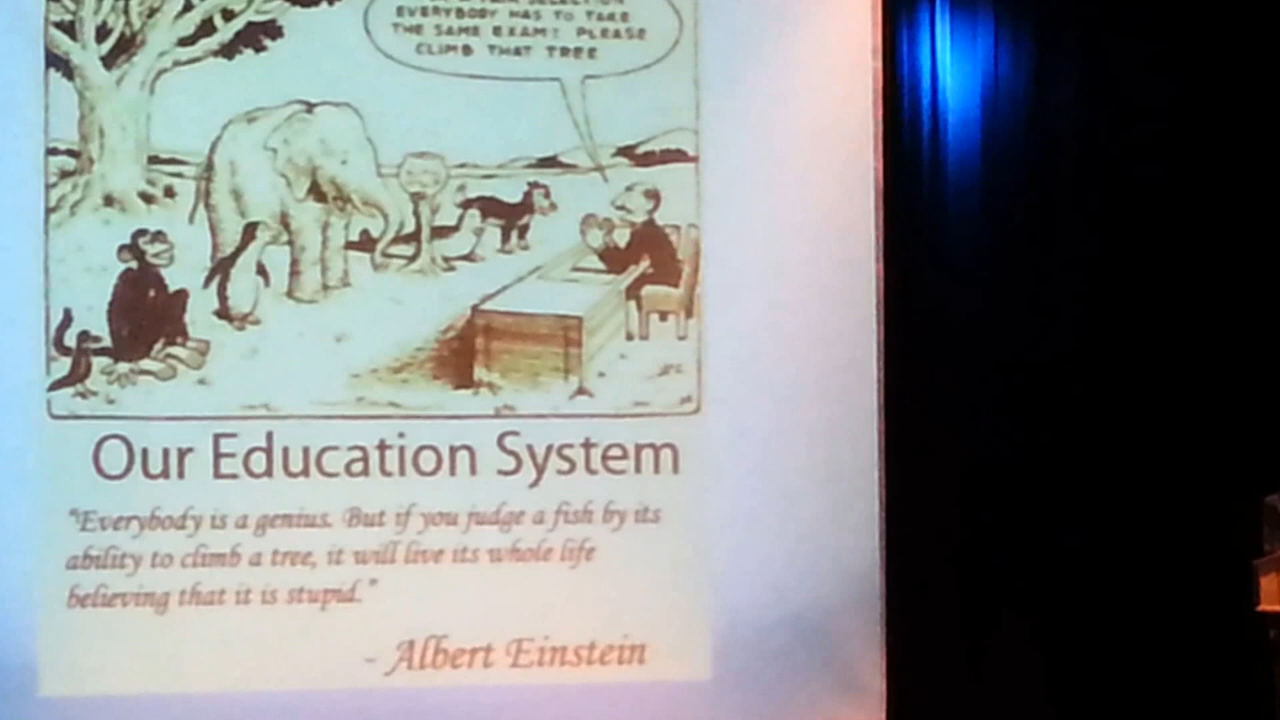 SELECTION
EVERYBODY HAS TO TAKE
THE SAME EXAM: PLEASE
CLIMB THAT TREE
Our Education System
"Everybody is a genius. But if you judge a fish by its
ability to climb a tree, it will live its whole life
believing that it is stupid."
- Albert Einstein